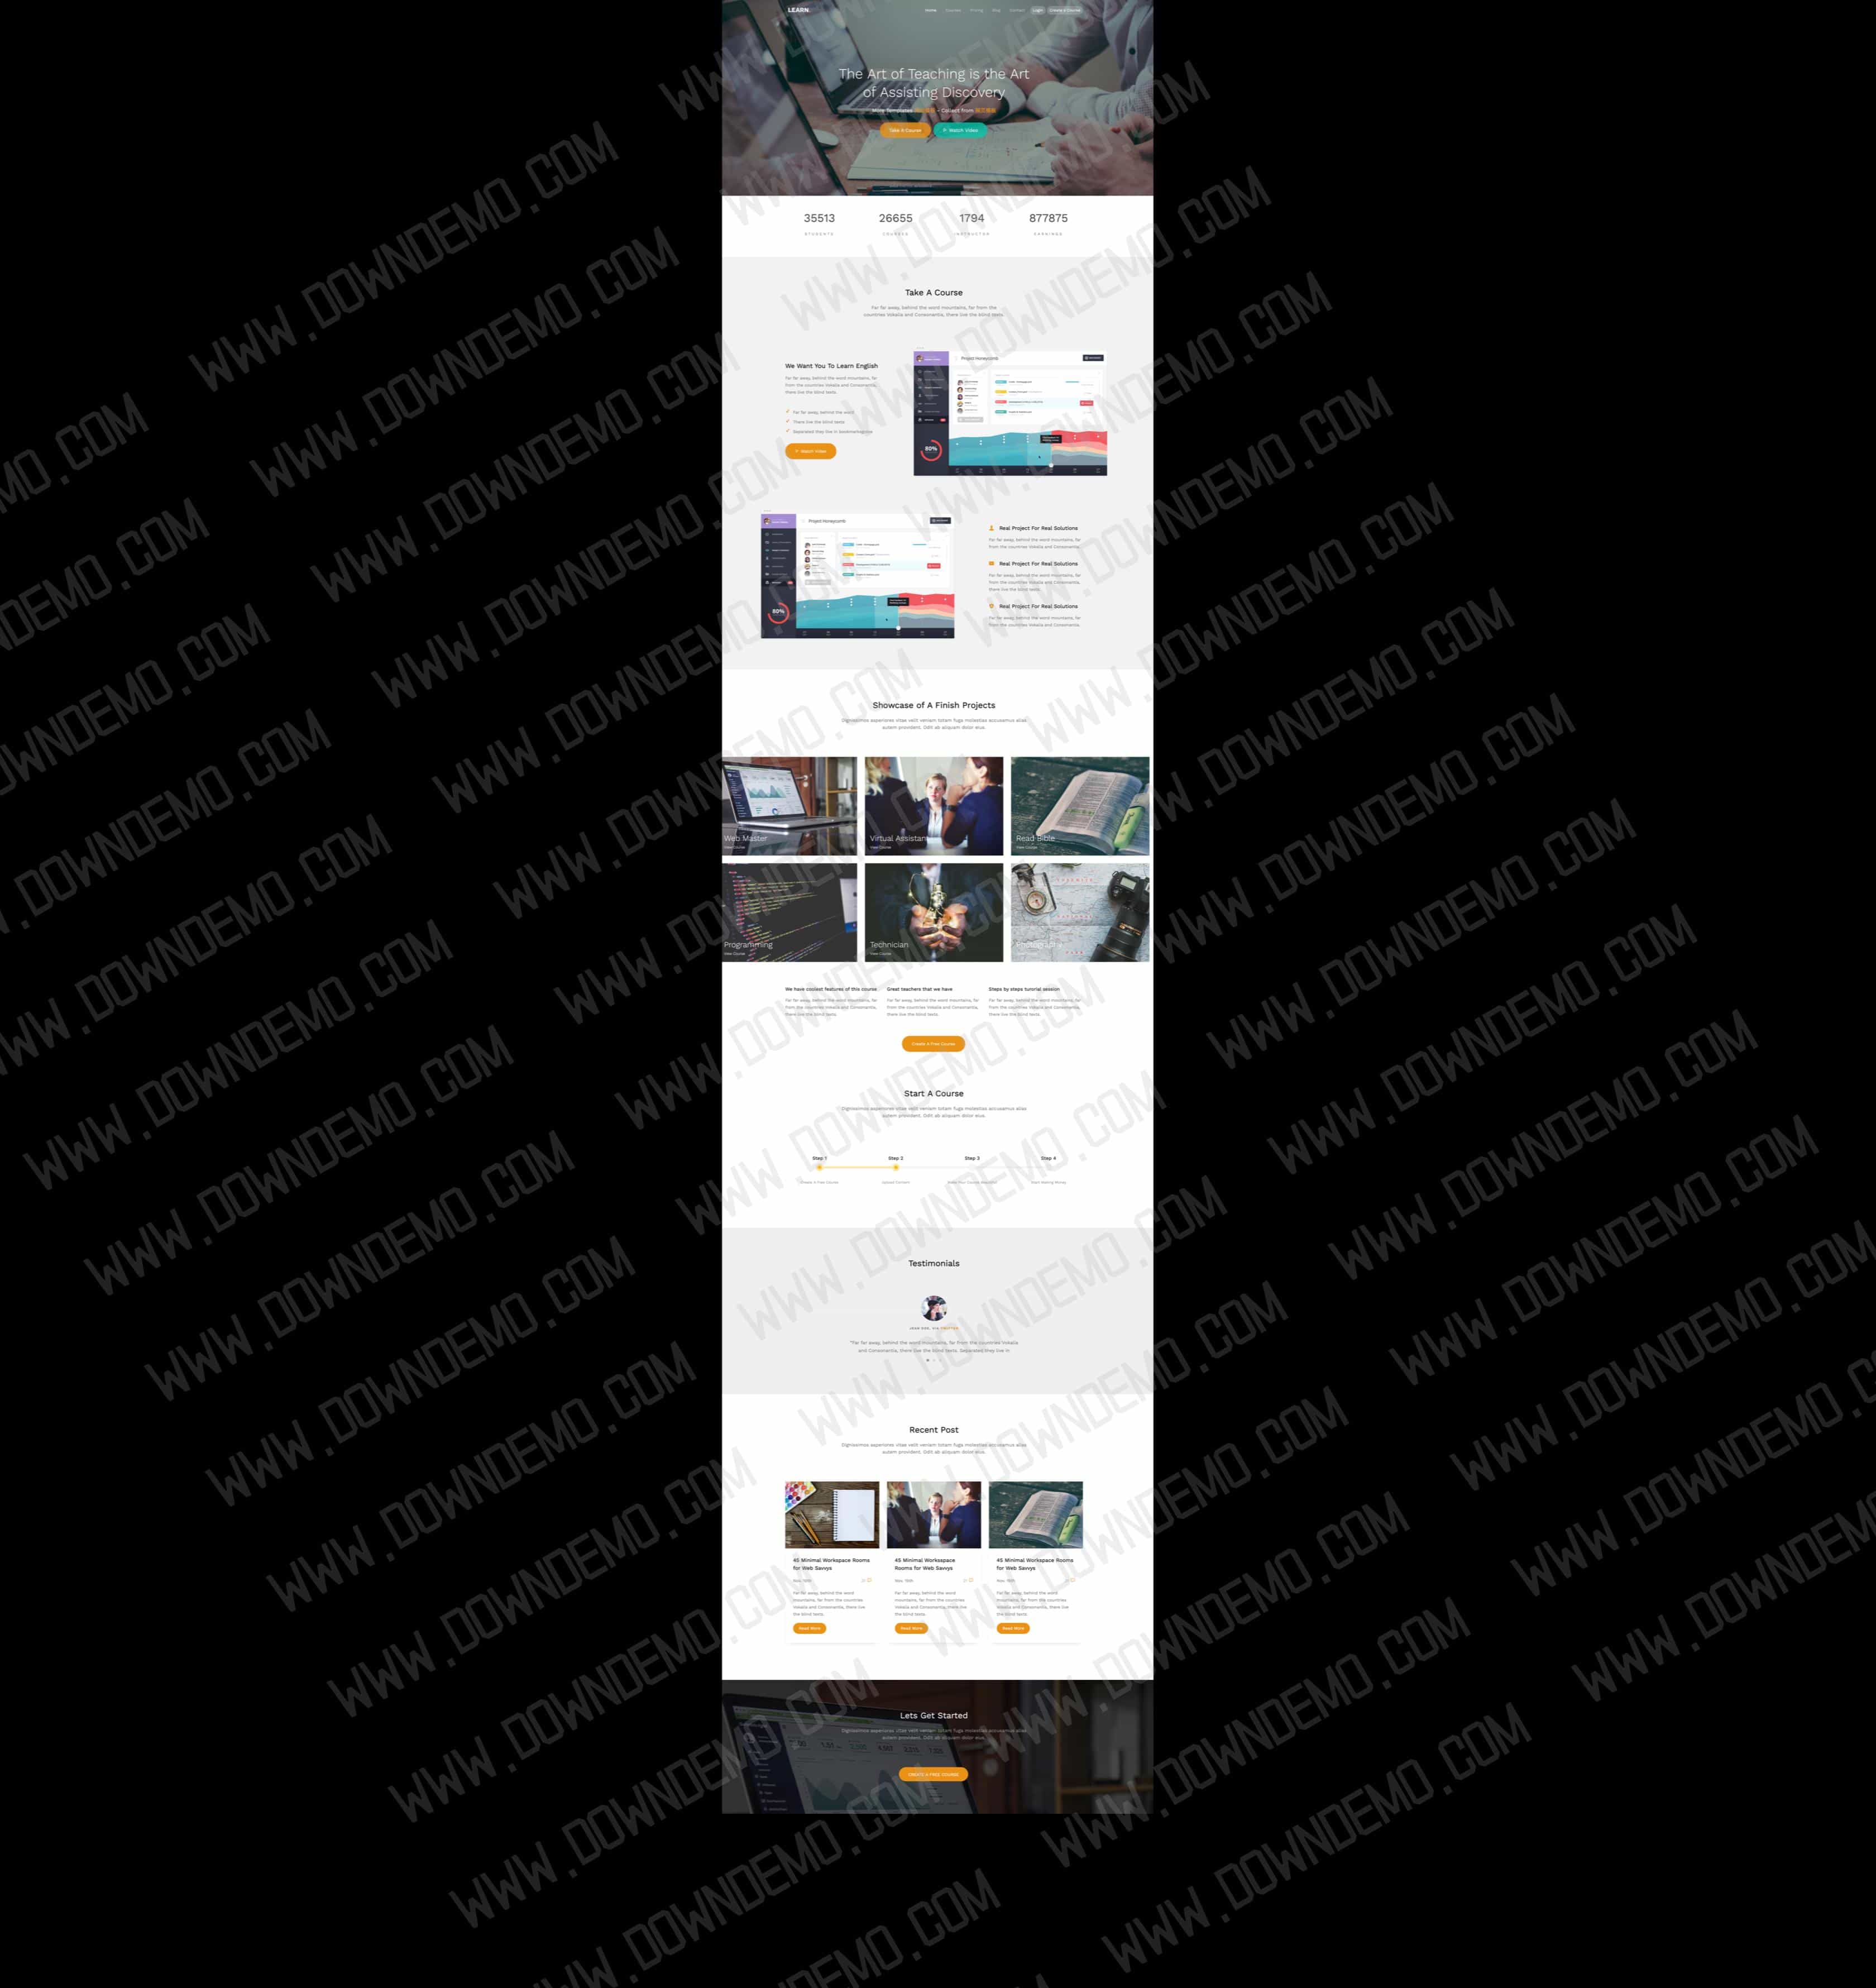 LEARN
Home Courses Pricing Blog Contact Login Create a Course
The Art of Teaching is the Art
of Assisting Discovery
More Templates - Collect from
Take A Course Watch Video
35513 26655 1794 877875
STUDENTS COURSES INSTRUCTOR EARNINGS
Take A Course
Far far away, behind the word mountains, far from the
countries Vokalia and Consonantia, there live the blind texts.
We Want You To Learn English
Far far away, behind the word mountains, far
from the countries Vokalia and Consonantia,
there live the blind texts.
Far far away, behind the word
There live the blind texts
Separated they live in bookmarksgrove
Watch Video
Project Honeycomb
80%
Project Honeycomb
80%
Real Project For Real Solutions
Far far away, behind the word mountains, far
from the countries Vokalia and Consonantia.
Real Project For Real Solutions
Far far away, behind the word mountains, far
from the countries Vokalia and Consonantia,
there live the blind texts.
Real Project For Real Solutions
Far far away, behind the word mountains, far
from the countries Vokalia and Consonantia.
Showcase of A Finish Projects
Dignissimos asperiores vitae velit veniam totam fuga molestias accusamus alias
autem provident. Odit ab aliquam dolor eius.
Web Master
View Course
Virtual Assistant
View Course
Read Bible
View Course
Programming
View Course
Technician
View Course
Photography
View Course
We have coolest features of this course
Far far away, behind the word mountains, far
from the countries Vokalia and Consonantia,
there live the blind texts.
Great teachers that we have
Far far away, behind the word mountains, far
from the countries Vokalia and Consonantia,
there live the blind texts.
Steps by steps turorial session
Far far away, behind the word mountains, far
from the countries Vokalia and Consonantia,
there live the blind texts.
Create A Free Course
Start A Course
Dignissimos asperiores vitae velit veniam totam fuga molestias accusamus alias
autem provident. Odit ab aliquam dolor eius.
Step 1 Step 2 Step 3 Step 4
Create A Free Course Upload Content Make Your Course Beautiful Start Making Money
Testimonials
JEAN DOE, VIA TWITTER
"Far far away, behind the word mountains, far from the countries Vokalia
and Consonantia, there live the blind texts. Separated they live in
Recent Post
Dignissimos asperiores vitae velit veniam totam fuga molestias accusamus alias
autem provident. Odit ab aliquam dolor eius.
45 Minimal Workspace Rooms
for Web Savvys
Nov. 15th 21
Far far away, behind the word
mountains, far from the countries
Vokalia and Consonantia, there live
the blind texts.
Read More
45 Minimal Worksspace
Rooms for Web Savvys
Nov. 15th 21
Far far away, behind the word
mountains, far from the countries
Vokalia and Consonantia, there live
the blind texts.
Read More
45 Minimal Workspace Rooms
for Web Savvys
Nov. 15th 21
Far far away, behind the word
mountains, far from the countries
Vokalia and Consonantia, there live
the blind texts.
Read More
Lets Get Started
Dignissimos asperiores vitae velit veniam totam fuga molestias accusamus alias
autem provident. Odit ab aliquam dolor eius.
CREATE A FREE COURSE
WWW.DOWNDEMO.COM